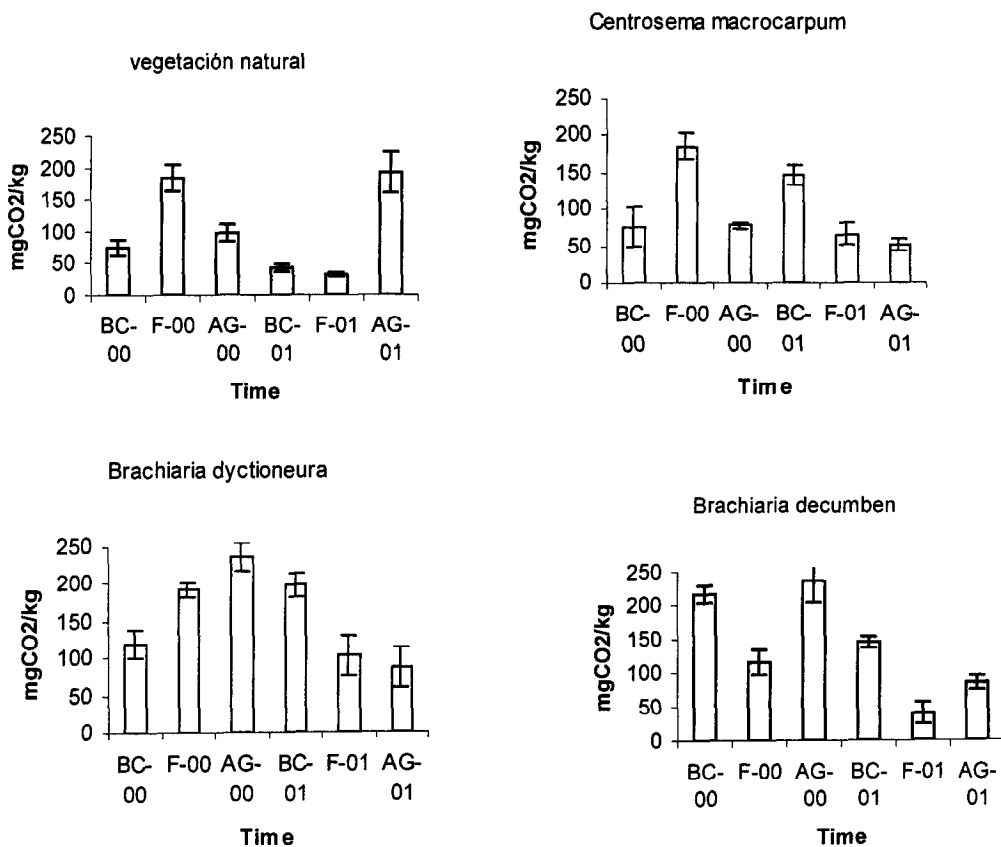 vegetación natural
mgCO2/kg
250
200
150
100
50
0
BC-00 F-00 AG-00 BC-01 F-01 AG-01
Time
Centrosema macrocarpum
mgCO2/kg
250
200
150
100
50
0
BC-00 F-00 AG-00 BC-01 F-01 AG-01
Time
Brachiaria dyctioneura
mgCO2/kg
250
200
150
100
50
0
BC-00 F-00 AG-00 BC-01 F-01 AG-01
Time
Brachiaria decumben
mgCO2/kg
250
200
150
100
50
0
BC-00 F-00 AG-00 BC-01 F-01 AG-01
Time